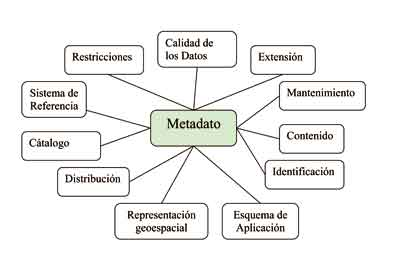 Calidad de
los Datos
Restricciones
Extensión
Sistema de
Referencia
Mantenimiento
Metadato
Cátalogo
Contenido
Distribución
Identificación
Representación
geoespacial
Esquema de
Aplicación